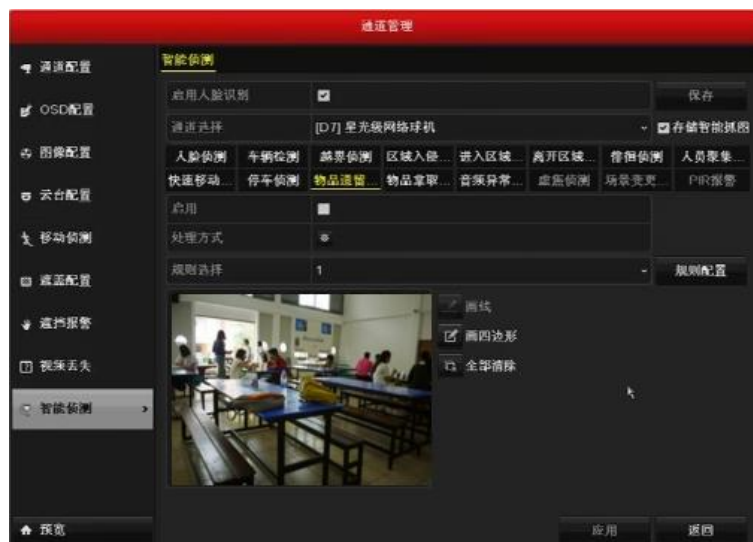 通道管理
通道配置
OSD配置
图像配置
云台配置
移动侦测
遮盖配置
遮挡报警
视频丢失
智能侦测
预览
智能侦测
启用人脸识别
保存
通道选择
[D7] 星光级网络球机
存储智能抓图
人脸侦测 车辆检测 越界侦测 区域入侵... 进入区域... 离开区域... 徘徊侦测 人员聚集...
快速移动... 停车侦测 物品遗留... 物品拿取... 音频异常... 虚焦侦测 场景变更... PIR报警
启用
处理方式
规则选择
1
规则配置
画线
画四边形
全部清除
应用
返回